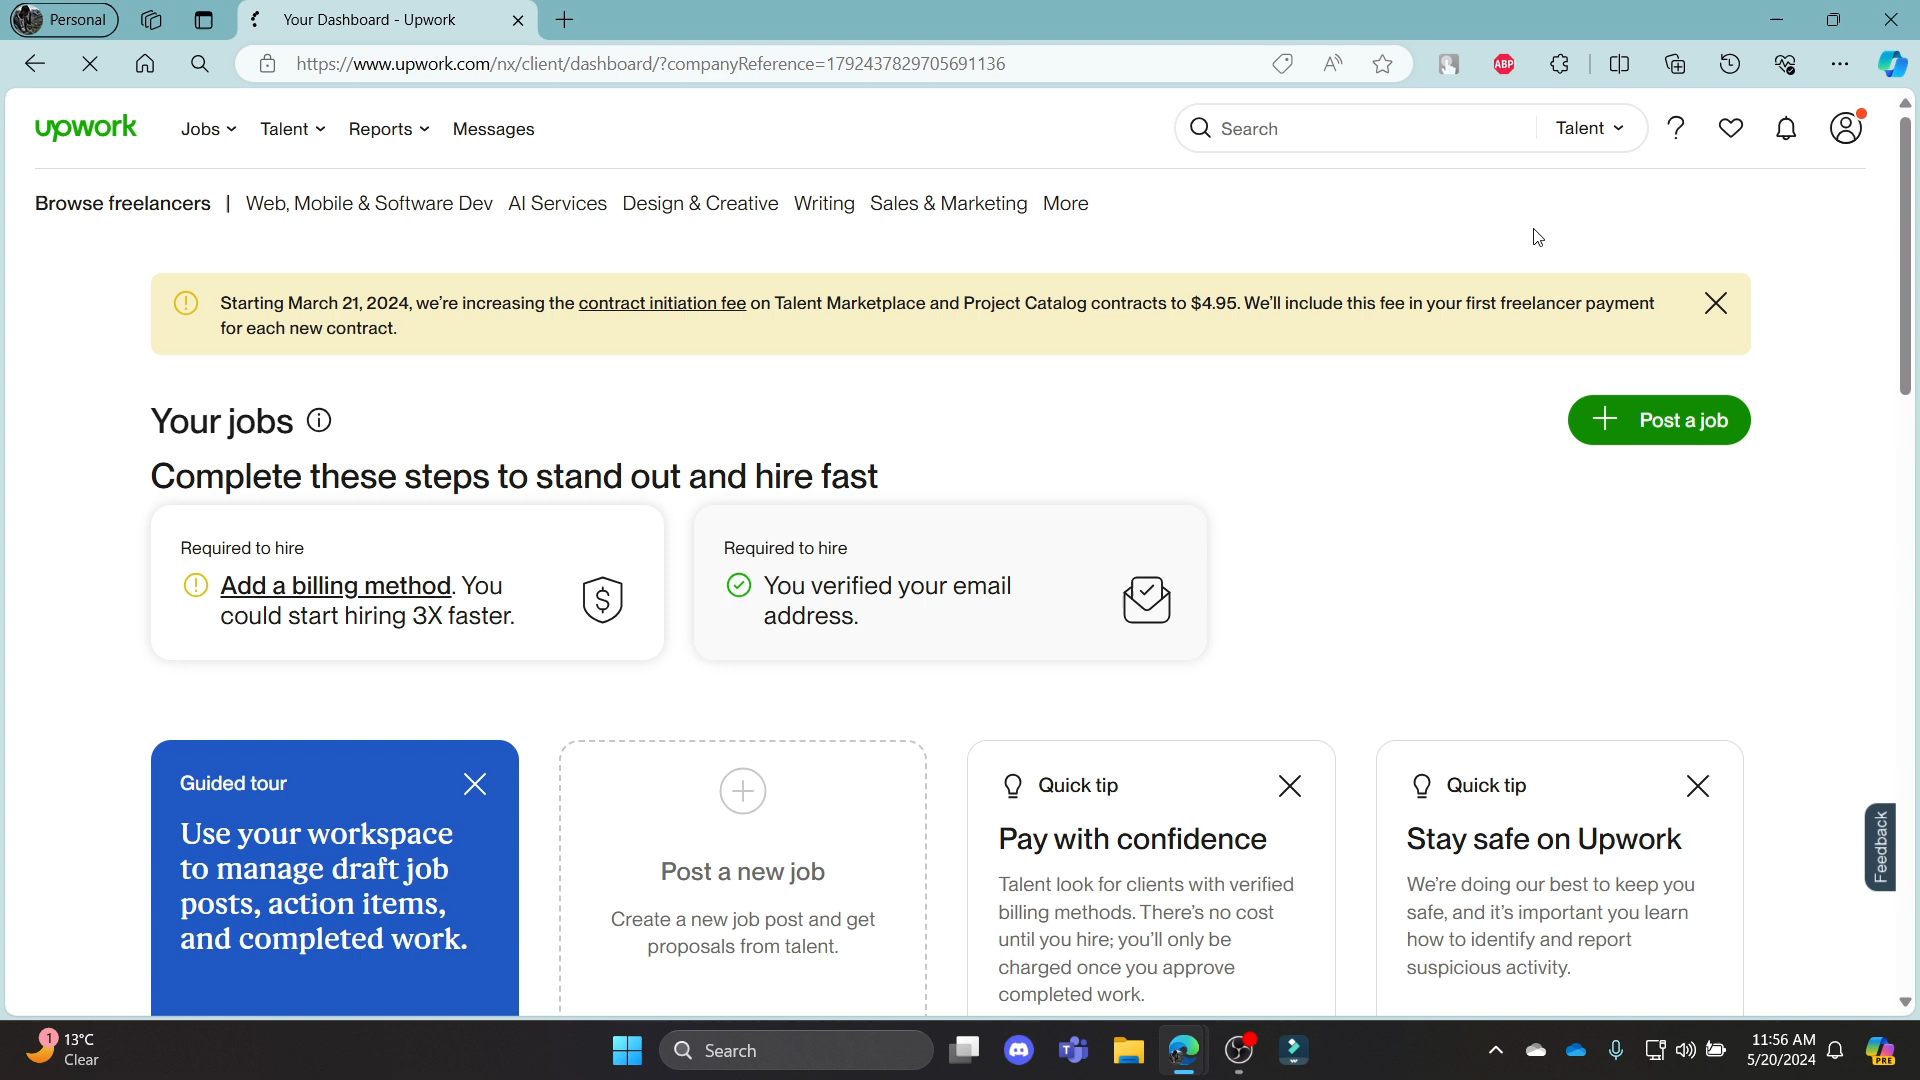 Personal
Your Dashboard - Upwork
https://www.upwork.com/nx/client/dashboard/?companyReference=1792437829705691136
ABP
upwork
Jobs
Talent
Reports
Messages
Search
Talent
Browse freelancers | Web, Mobile & Software Dev AI Services Design & Creative Writing Sales & Marketing More
Starting March 21, 2024, we're increasing the contract initiation fee on Talent Marketplace and Project Catalog contracts to $4.95. We'll include this fee in your first freelancer payment
for each new contract.
Your jobs
Post a job
Complete these steps to stand out and hire fast
Required to hire
Add a billing method. You
could start hiring 3X faster.
Required to hire
You verified your email
address.
Guided tour
Use your workspace
to manage draft job
posts, action items,
and completed work.
Post a new job
Create a new job post and get
proposals from talent.
Quick tip
Pay with confidence
Talent look for clients with verified
billing methods. There's no cost
until you hire; you'll only be
charged once you approve
completed work.
Quick tip
Stay safe on Upwork
We're doing our best to keep you
safe, and it's important you learn
how to identify and report
suspicious activity.
Feedback
1
13°C
Clear
Search
11:56 AM
5/20/2024
PRE